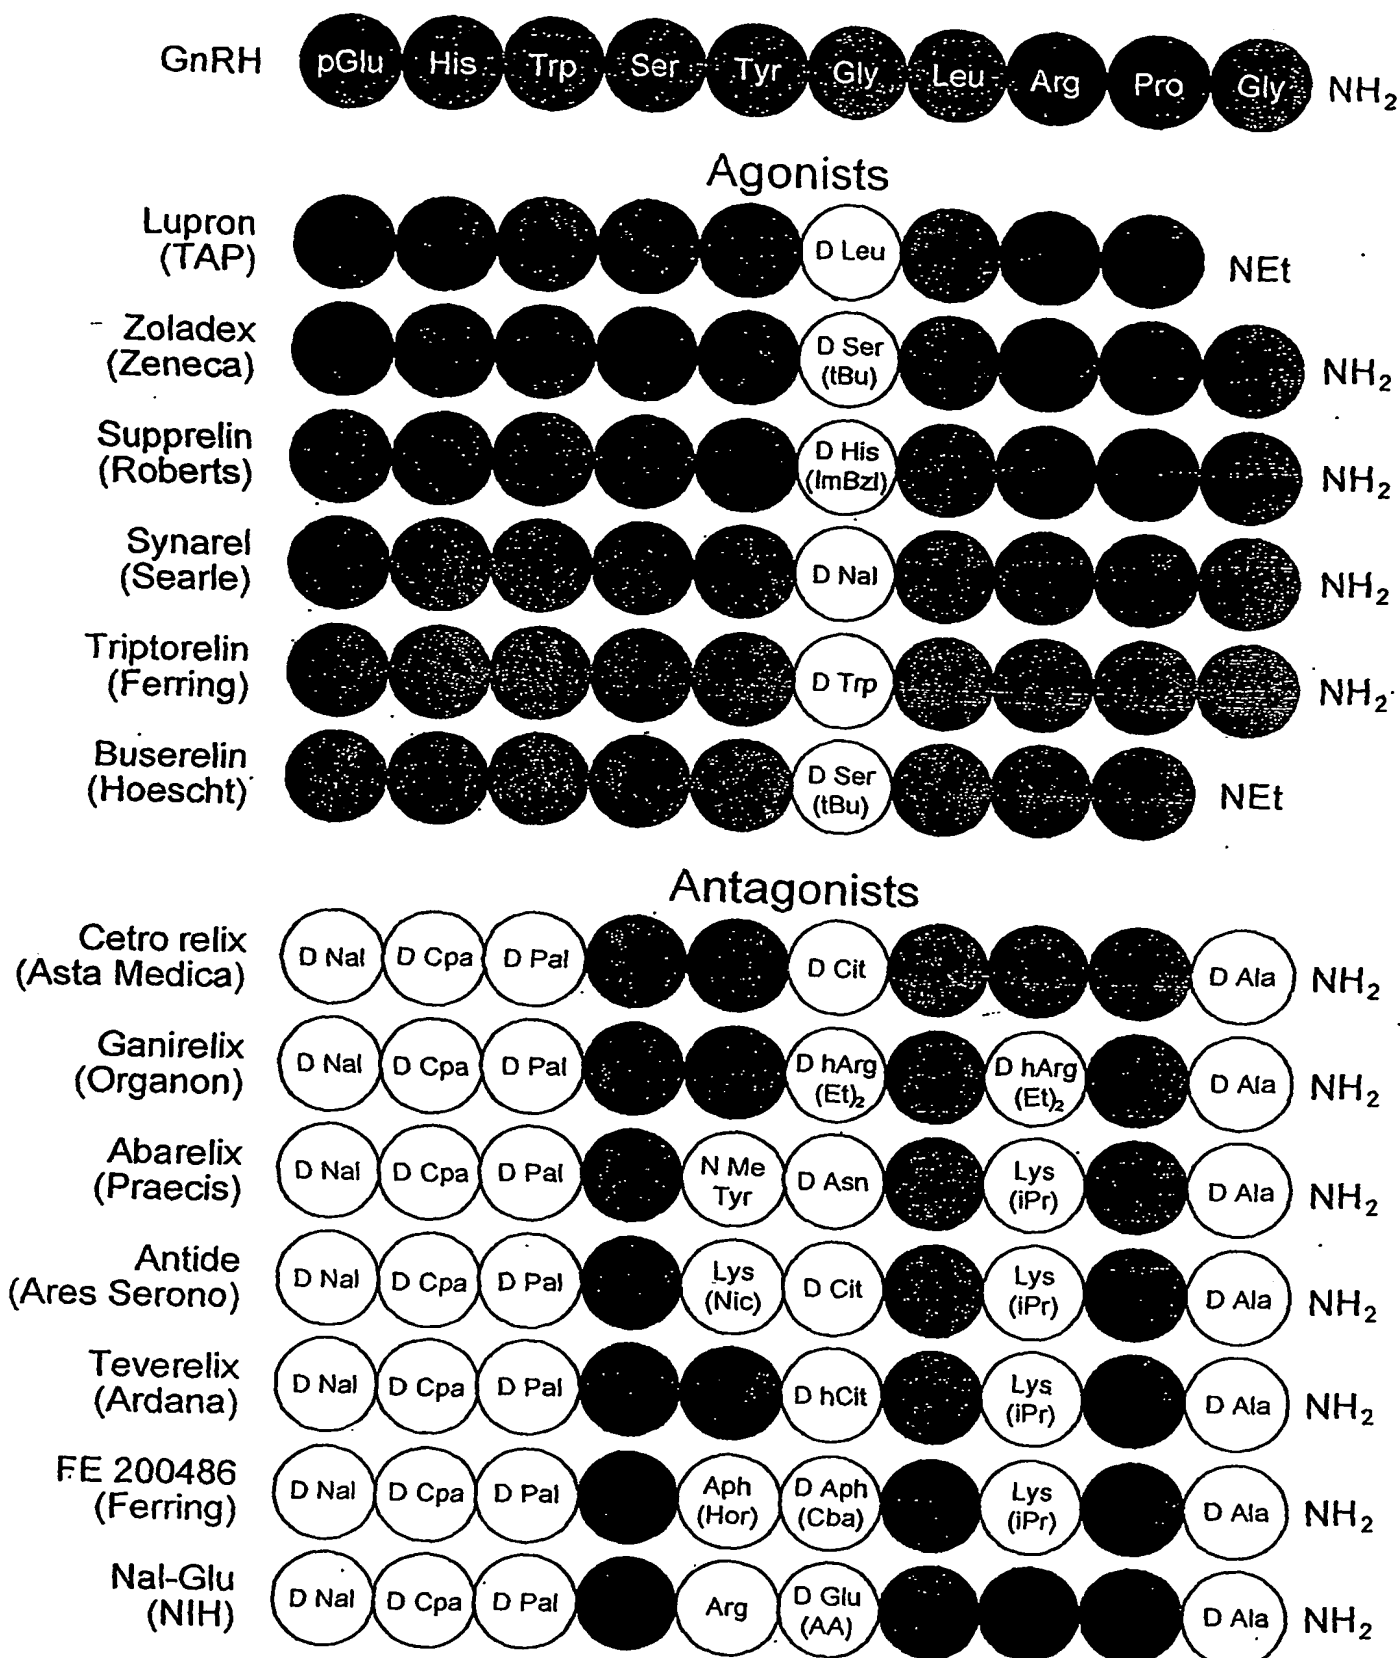 GnRH pGlu His Trp Ser Tyr Gly Leu Arg Pro Gly NH2
Agonists
Lupron
(TAP)
D Leu
NEt
Zoladex
(Zeneca)
D Ser
(tBu)
NH2
Supprelin
(Roberts)
D His
(ImBzl)
NH2
Synarel
(Searle)
D Nal
NH2
Triptorelin
(Ferring)
D Trp
NH2
Buserelin
(Hoescht)
D Ser
(tBu)
NEt
Antagonists
Cetro relix
(Asta Medica)
D Nal D Cpa D Pal
D Cit
D Ala NH2
Ganirelix
(Organon)
D Nal D Cpa D Pal
D hArg
(Et)2
D hArg
(Et)2
D Ala NH2
Abarelix
(Praecis)
D Nal D Cpa D Pal
N Me
Tyr
D Asn
Lys
(iPr)
D Ala NH2
Antide
(Ares Serono)
D Nal D Cpa D Pal
Lys
(Nic)
D Cit
Lys
(iPr)
D Ala NH2
Teverelix
(Ardana)
D Nal D Cpa D Pal
D hCit
Lys
(iPr)
D Ala NH2
FE 200486
(Ferring)
D Nal D Cpa D Pal
Aph
(Hor)
D Aph
(Cba)
Lys
(iPr)
D Ala NH2
Nal-Glu
(NIH)
D Nal D Cpa D Pal
Arg
D Glu
(AA)
D Ala NH2